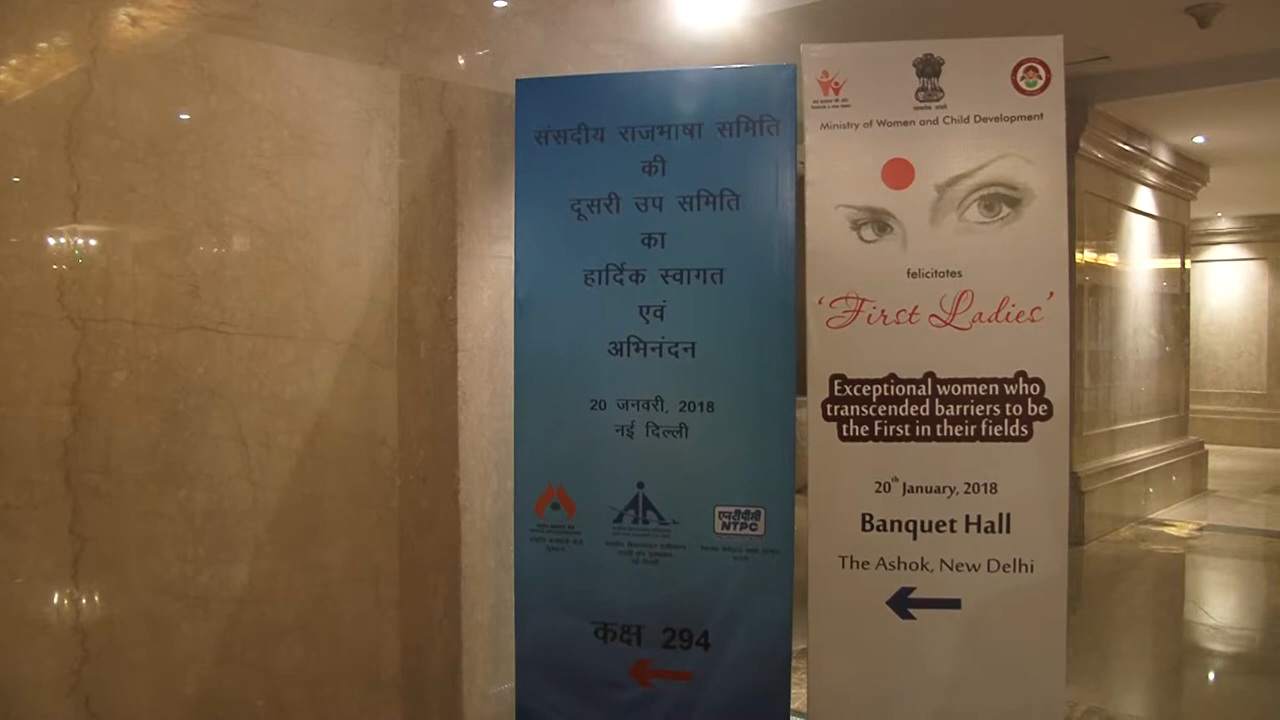 संसदीय राजभाषा समिति
की
दूसरी उप समिति
का
हार्दिक स्वागत
एवं
अभिनंदन
20 जनवरी, 2018
नई दिल्ली
एनटीपीसी
NTPC
कक्ष 294
Ministry of Women and Child Development
felicitates
'First Ladies'
Exceptional women who
transcended barriers to be
the First in their fields
20th January, 2018
Banquet Hall
The Ashok, New Delhi